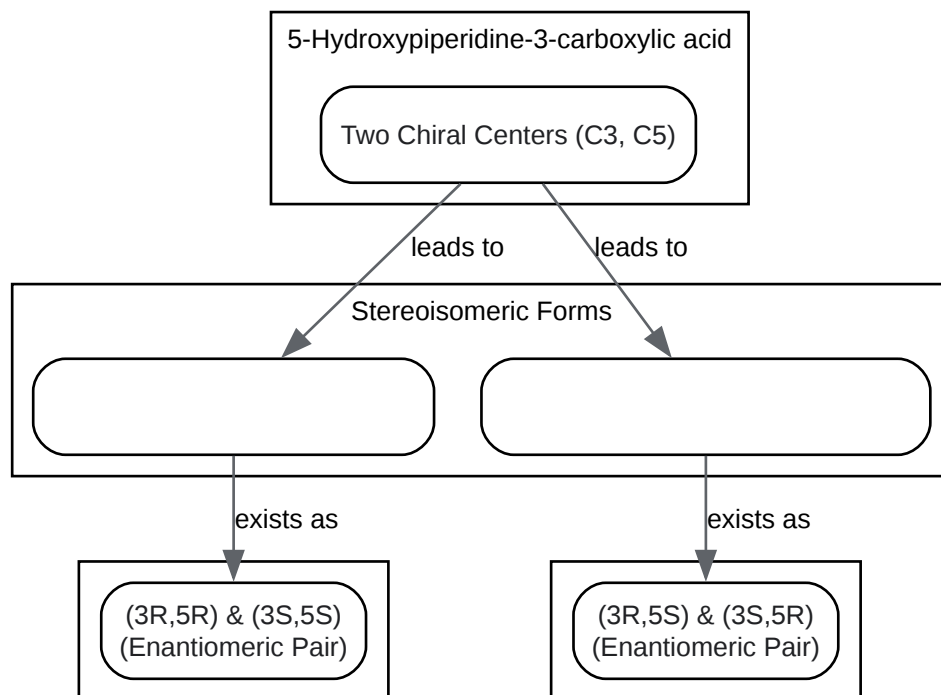 5-Hydroxypiperidine-3-carboxylic acid
Two Chiral Centers (C3, C5)
leads to
leads to
Stereoisomeric Forms
exists as
exists as
(3R,5R) & (3S,5S)
(Enantiomeric Pair)
(3R,5S) & (3S,5R)
(Enantiomeric Pair)